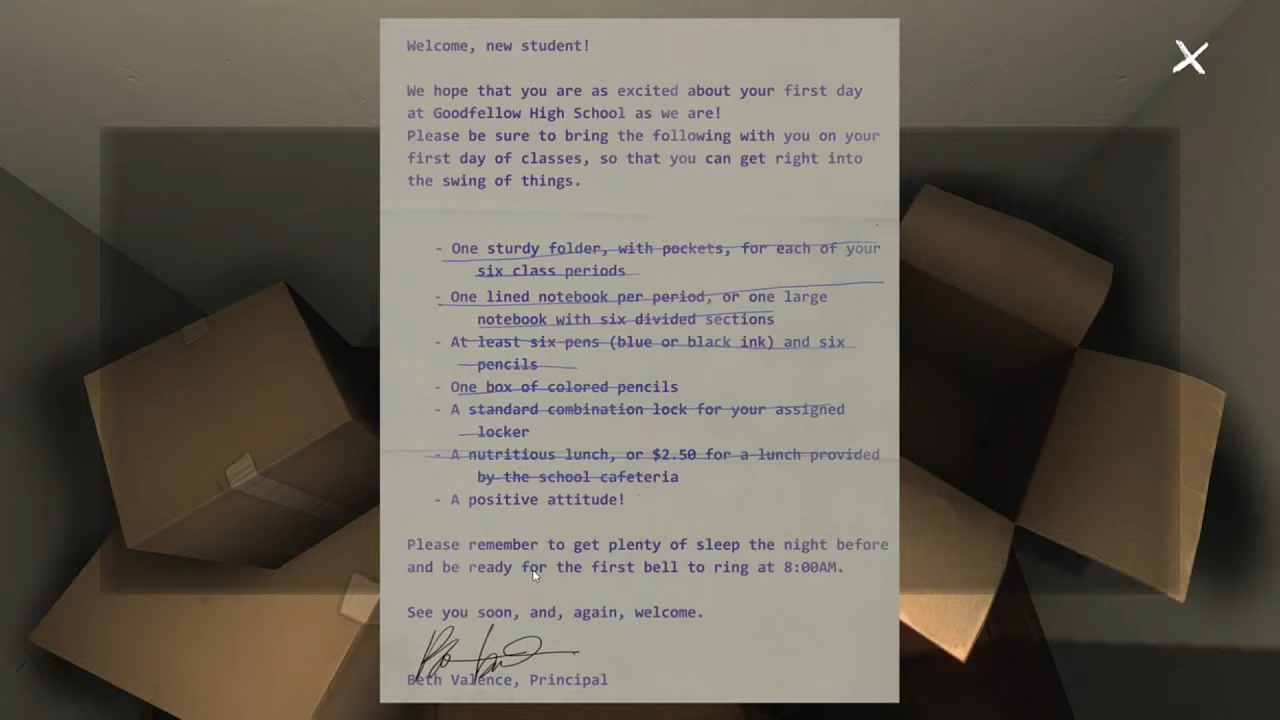 Welcome, new student!
We hope that you are as excited about your first day
at Goodfellow High School as we are!
Please be sure to bring the following with you on your
first day of classes, so that you can get right into
the swing of things.
- One sturdy folder, with pockets, for each of your
six class periods
- One lined notebook per period, or one large
notebook with six divided sections
- At least six pens (blue or black ink) and six
pencils
- One box of colored pencils
- A standard combination lock for your assigned
locker
- A nutritious lunch, or $2.50 for a lunch provided
by the school cafeteria
- A positive attitude!
Please remember to get plenty of sleep the night before
and be ready for the first bell to ring at 8:00AM.
See you soon, and, again, welcome.
Beth Valence, Principal